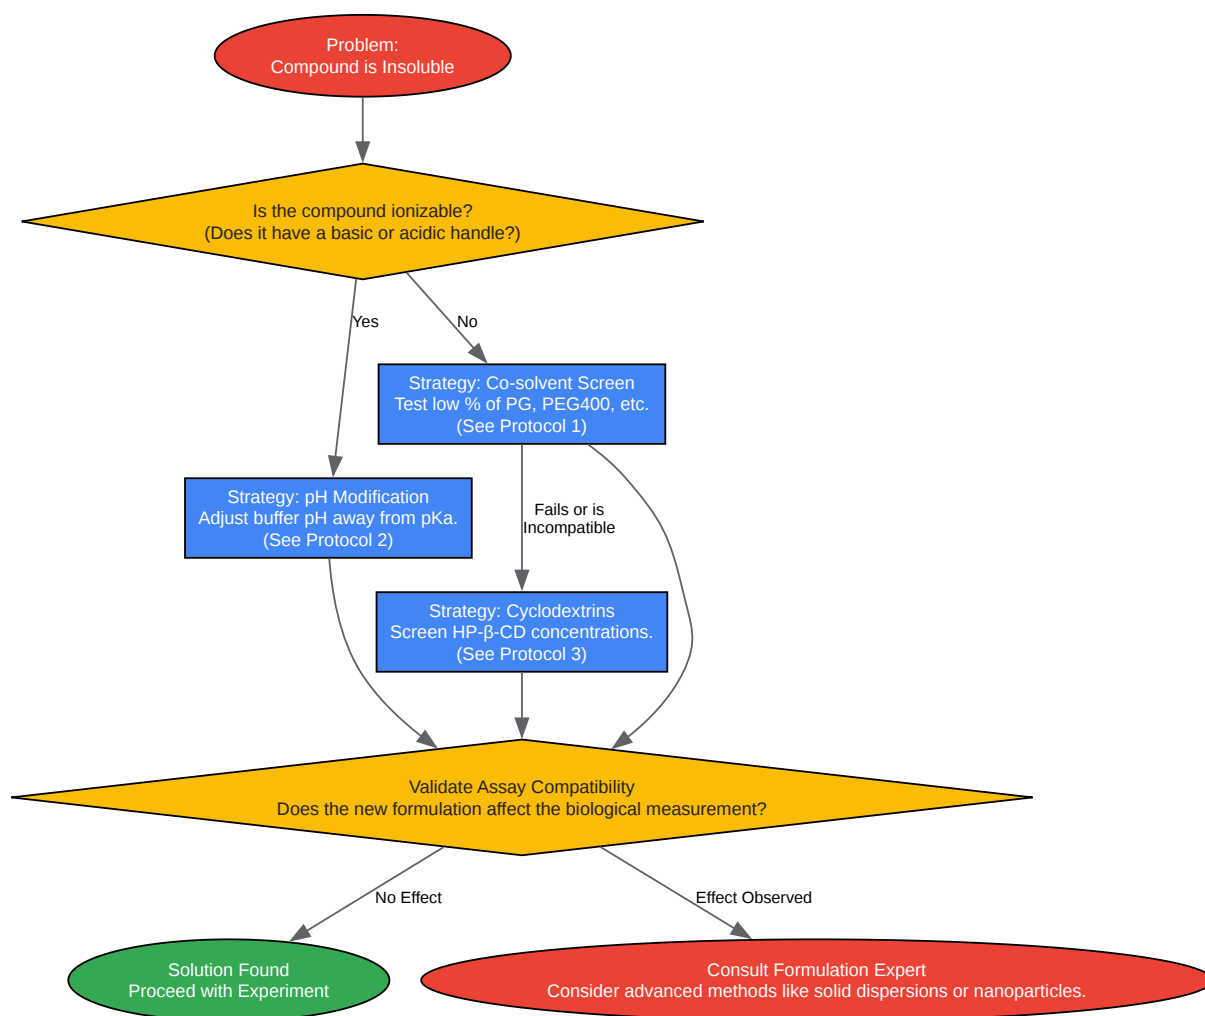 Problem:
Compound is Insoluble
Is the compound ionizable?
(Does it have a basic or acidic handle?)
Yes
No
Strategy: Co-solvent Screen
Test low % of PG, PEG400, etc.
(See Protocol 1)
Strategy: pH Modification
Adjust buffer pH away from pKa.
(See Protocol 2)
Fails or is
Incompatible
Strategy: Cyclodextrins
Screen HP-β-CD concentrations.
(See Protocol 3)
Validate Assay Compatibility
Does the new formulation affect the biological measurement?
No Effect
Effect Observed
Solution Found
Proceed with Experiment
Consult Formulation Expert
Consider advanced methods like solid dispersions or nanoparticles.